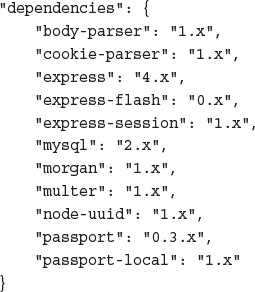 "dependencies": {
    "body-parser": "1.x",
    "cookie-parser": "1.x",
    "express": "4.x",
    "express-flash": "0.x",
    "express-session": "1.x",
    "mysql": "2.x",
    "morgan": "1.x",
    "multer": "1.x",
    "node-uuid": "1.x",
    "passport": "0.3.x",
    "passport-local": "1.x"
}